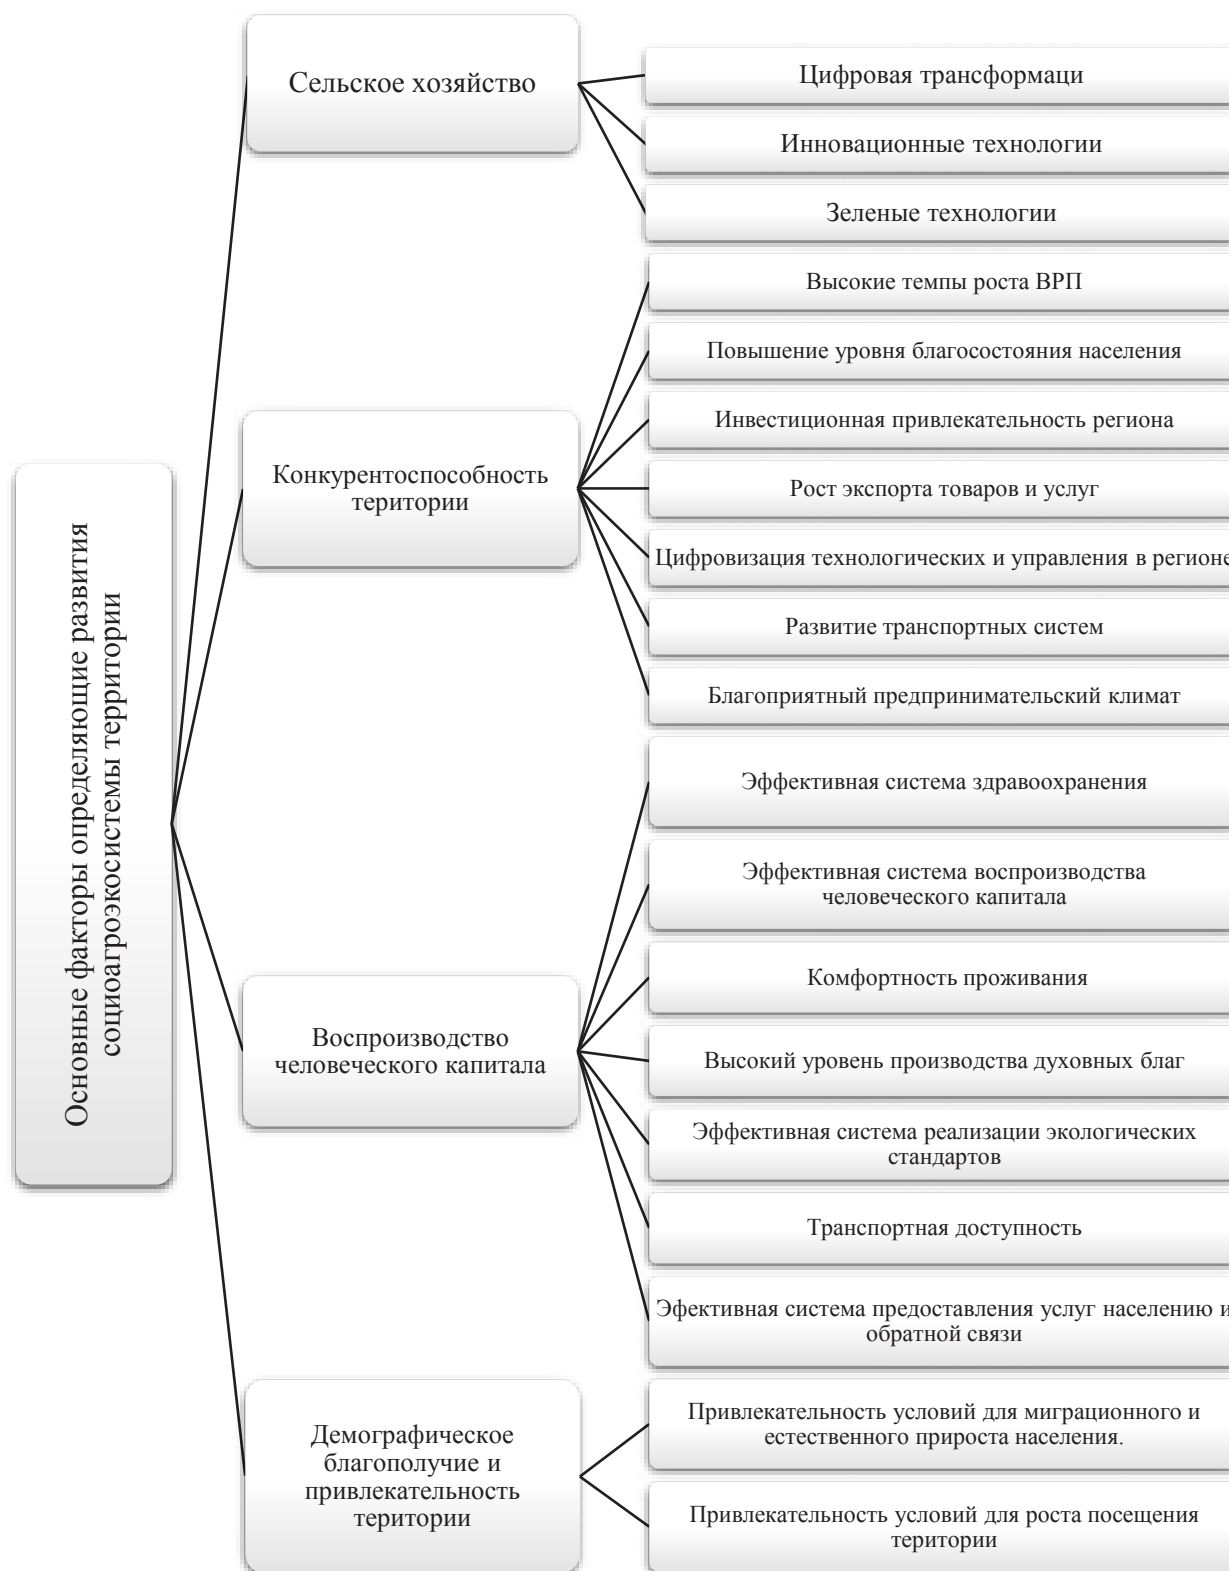 Основные факторы определяющие развития
социоагроэкосистемы территории
Сельское хозяйство
Цифровая трансформаци
Инновационные технологии
Зеленые технологии
Конкурентоспособность
територии
Высокие темпы роста ВРП
Повышение уровня благосостояния населения
Инвестиционная привлекательность региона
Рост экспорта товаров и услуг
Цифровизация технологических и управления в регионе
Развитие транспортных систем
Благоприятный предпринимательский климат
Воспроизводство
человеческого капитала
Эффективная система здравоохранения
Эффективная система воспроизводства
человеческого капитала
Комфортность проживания
Высокий уровень производства духовных благ
Эффективная система реализации экологических
стандартов
Транспортная доступность
Эфективная система предоставления услуг населению и
обратной связи
Демографическое
благополучие и
привлекательность
територии
Привлекательность условий для миграционного и
естественного прироста населения.
Привлекательность условий для роста посещения
територии